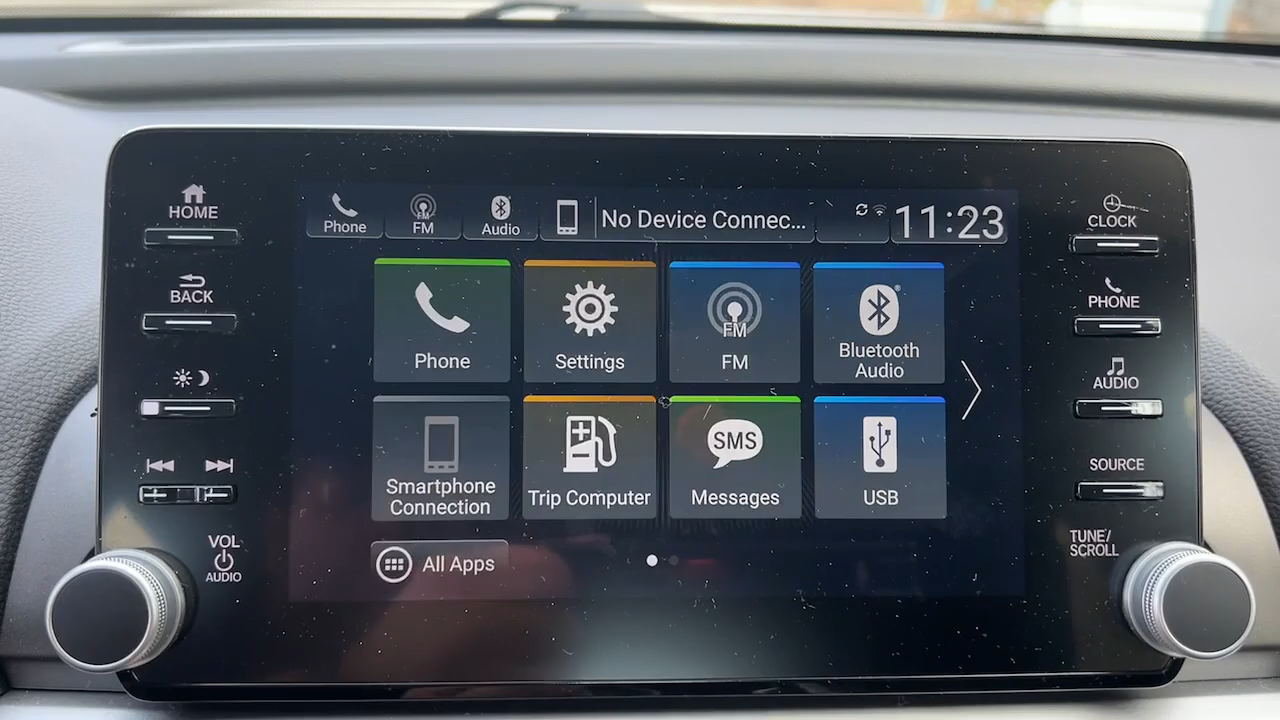 HOME
BACK
VOL
AUDIO
Phone
FM
FM
Audio
No Device Connec...
11:23
Phone
Settings
FM
FM
Bluetooth
Audio
Smartphone
Connection
Trip Computer
SMS
Messages
USB
All Apps
CLOCK
PHONE
AUDIO
SOURCE
TUNE/
SCROLL